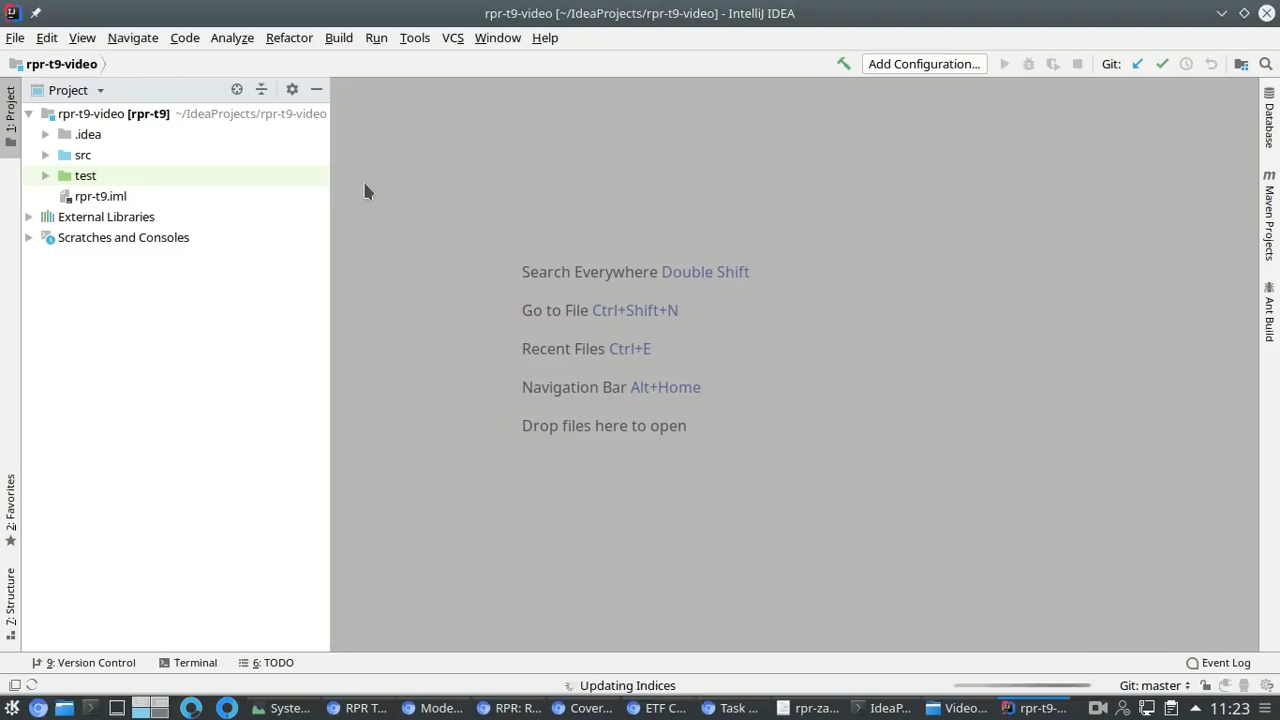 rpr-t9-video [~/IdeaProjects/rpr-t9-video] - IntelliJ IDEA
File Edit View Navigate Code Analyze Refactor Build Run Tools VCS Window Help
rpr-t9-video
Add Configuration...
Git:
1: Project
Project
rpr-t9-video [rpr-t9] ~/IdeaProjects/rpr-t9-video
.idea
src
test
rpr-t9.iml
External Libraries
Scratches and Consoles
Search Everywhere Double Shift
Go to File Ctrl+Shift+N
Recent Files Ctrl+E
Navigation Bar Alt+Home
Drop files here to open
Database
m Maven Projects
Ant Build
2: Favorites
7: Structure
9: Version Control
Terminal
6: TODO
Event Log
Updating Indices
Git: master
Syste...
RPR T...
Mode...
RPR: R...
Cover...
ETF C...
Task ...
rpr-za...
IdeaP...
Video...
rpr-t9-...
11:23